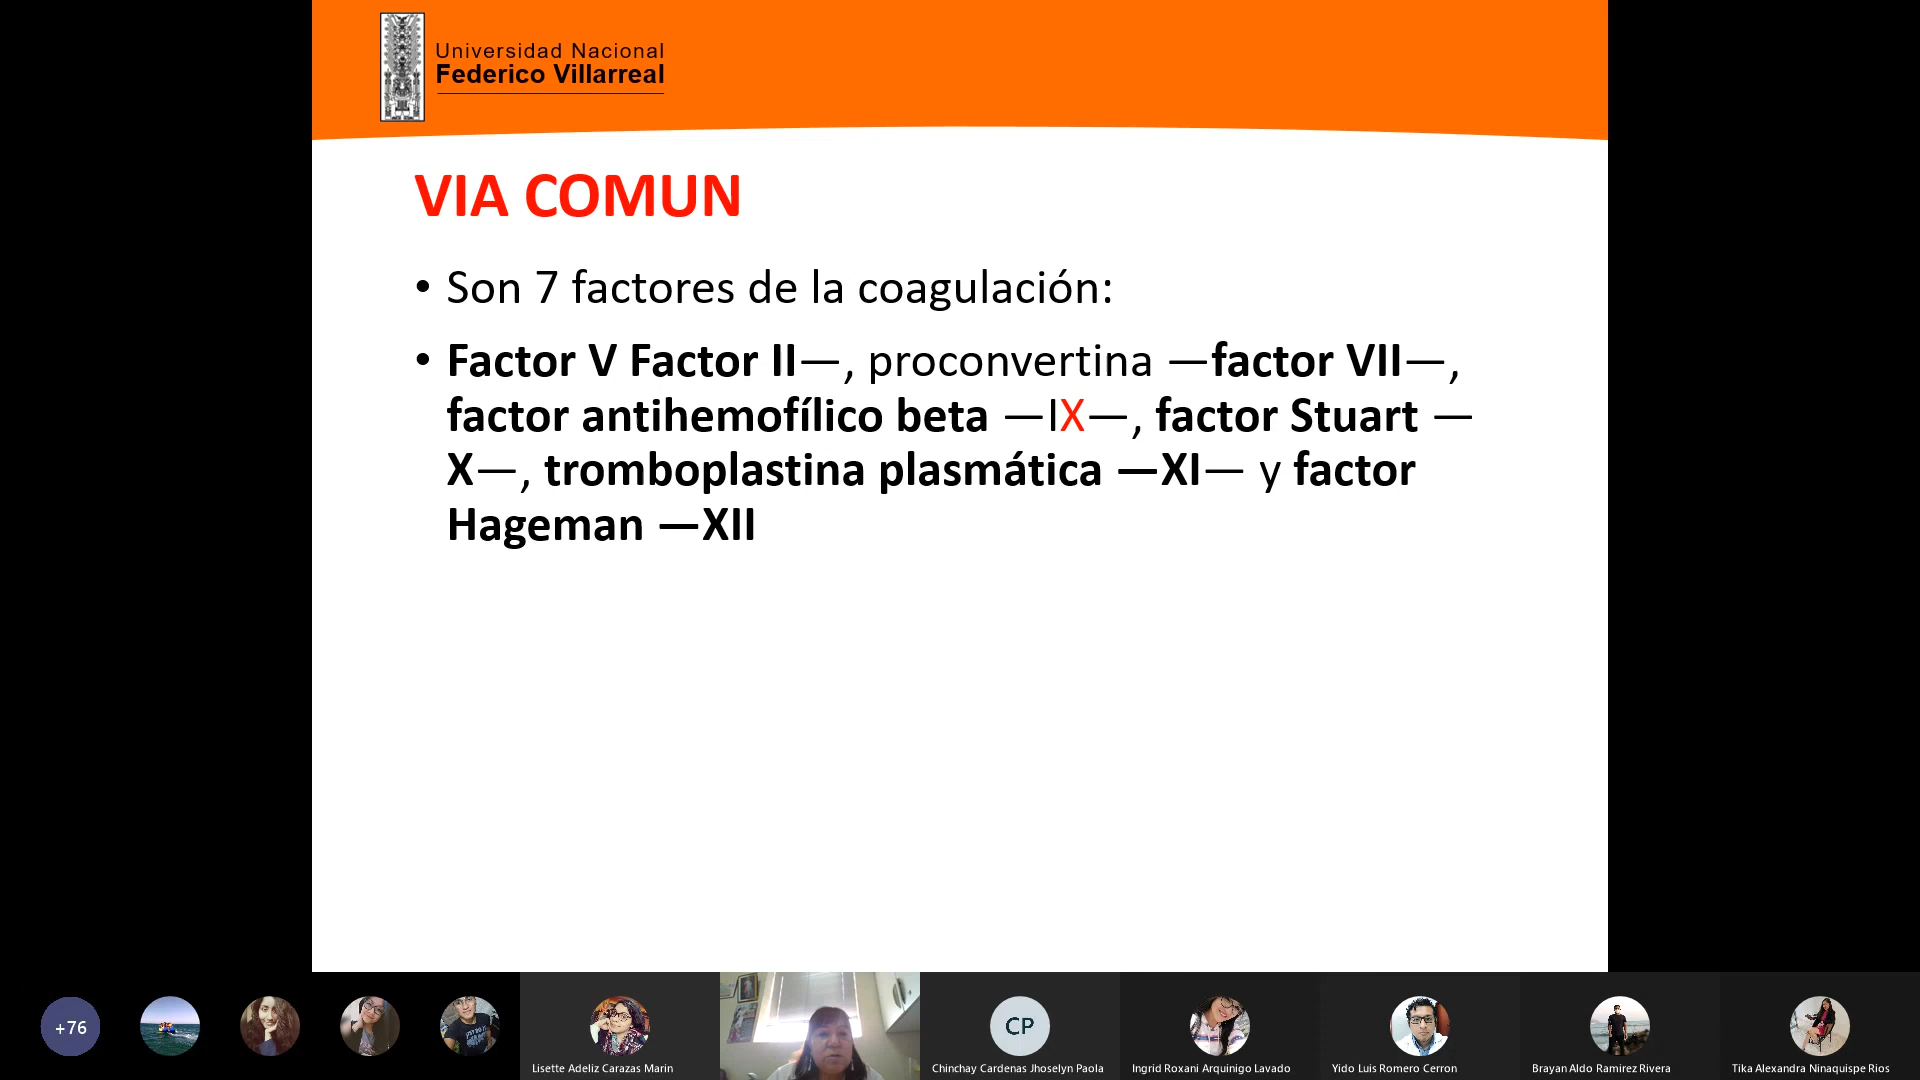 Universidad Nacional
Federico Villarreal
VIA COMUN
• Son 7 factores de la coagulación:
• Factor V Factor II—, proconvertina —factor VII—,
factor antihemofílico beta —IX—, factor Stuart —
X—, tromboplastina plasmática —XI— y factor
Hageman —XII
+76
Lisette Adeliz Carazas Marin
CP
Chinchay Cardenas Jhoselyn Paola
Ingrid Roxani Arquinigo Lavado
Yido Luis Romero Cerron
Brayan Aldo Ramirez Rivera
Tika Alexandra Ninaquispe Rios